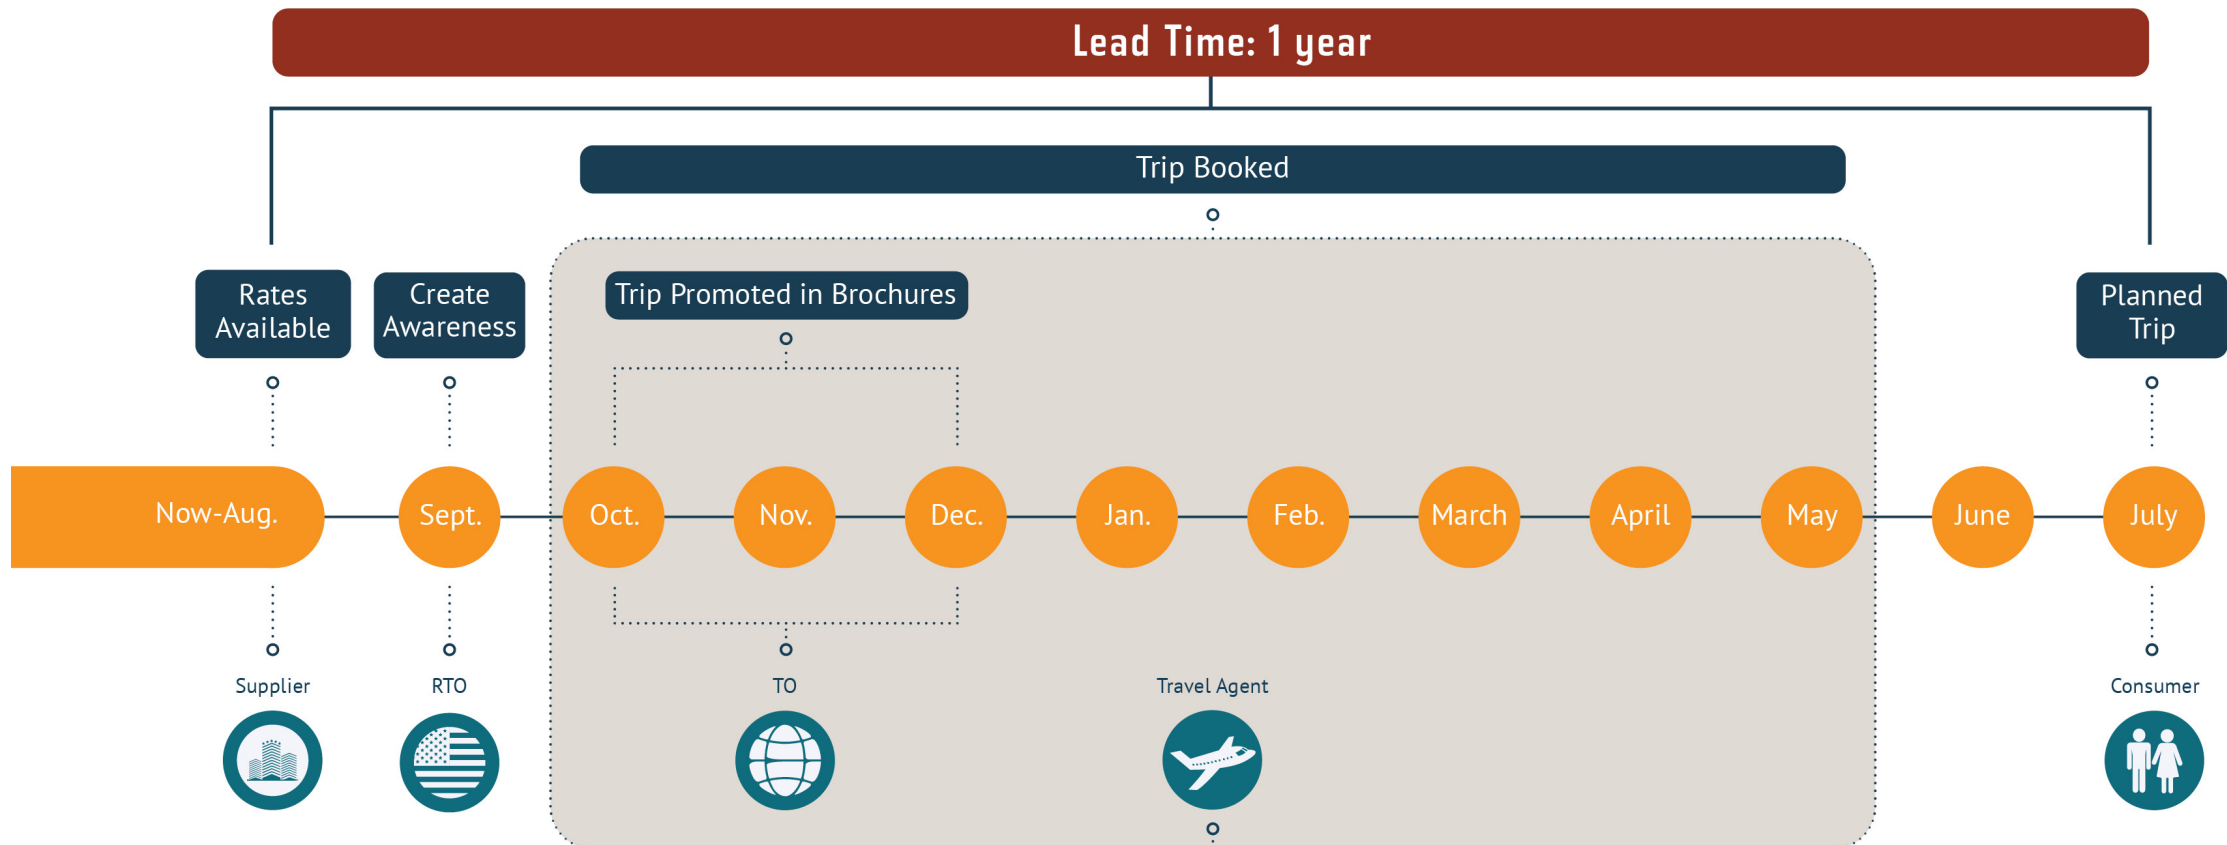 Lead Time: 1 year
Trip Booked
Rates
Available
Create
Awareness
Trip Promoted in Brochures
Planned
Trip
Now-Aug.
Sept.
Oct.
Nov.
Dec.
Jan.
Feb.
March
April
May
June
July
Supplier
RTO
TO
Travel Agent
Consumer